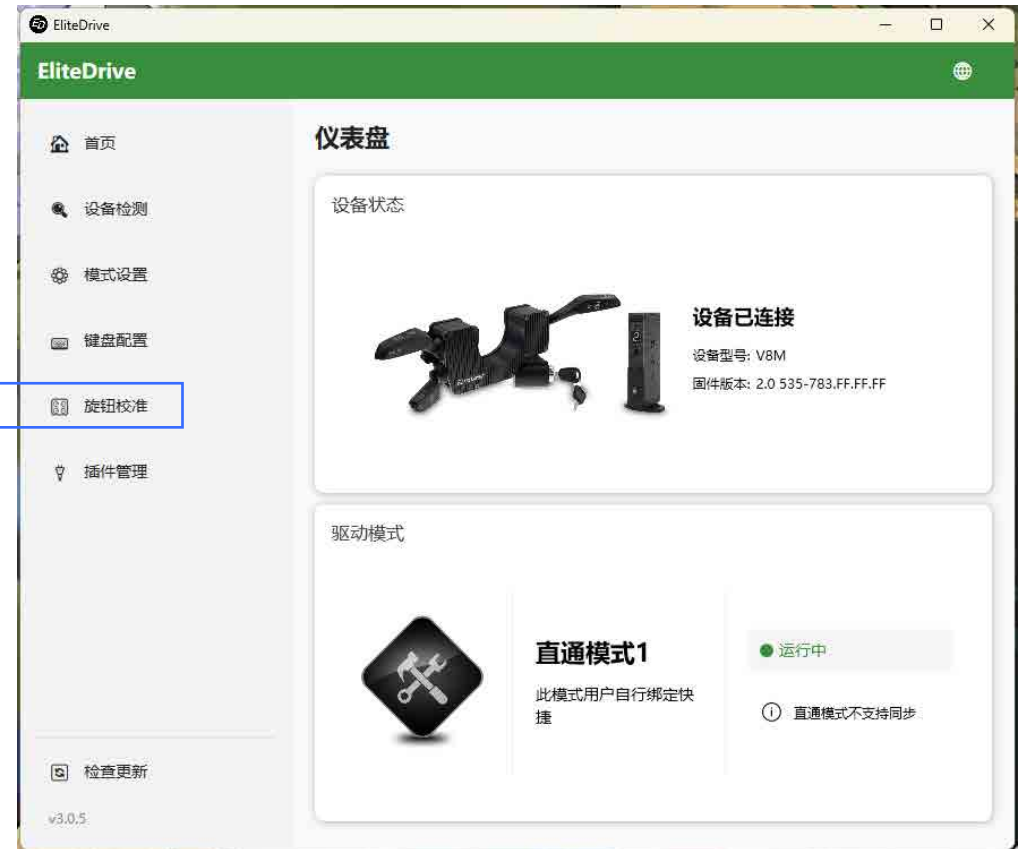 EliteDrive
EliteDrive
首页
设备检测
模式设置
键盘配置
旋钮校准
插件管理
检查更新
v3.0.5
仪表盘
设备状态
设备已连接
设备型号: V8M
固件版本: 2.0 535-783.FF.FF.FF
驱动模式
直通模式1
此模式用户自行绑定快
捷
运行中
直通模式不支持同步